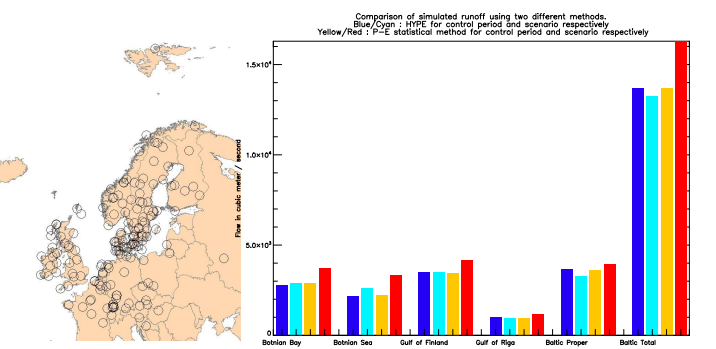 Comparison of simulated runoff using two different methods.
Blue/Cyan : HYPE for control period and scenario respectively
Yellow/Red : P-E statistical method for control period and scenario respectively
Flow in cubic meter / second
1.5×10⁴
1.0×10⁴
5.0×10³
0
Botnian Bay Botnian Sea Gulf of Finland Gulf of Riga Baltic Proper Baltic Total